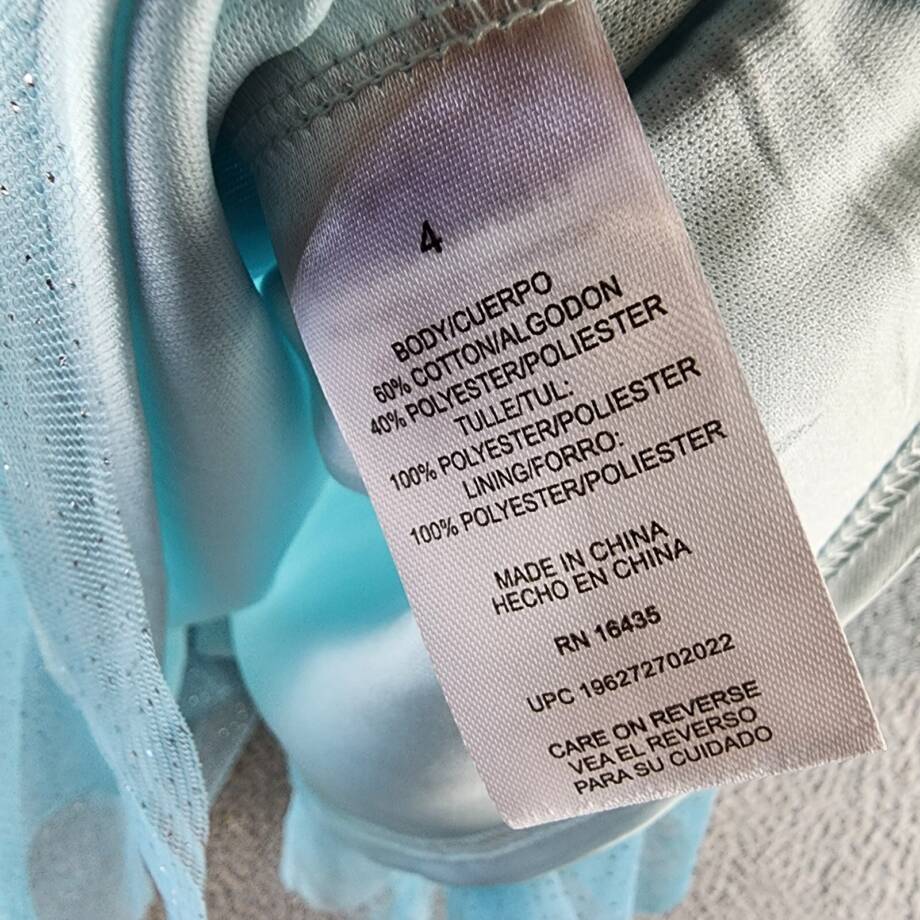 4
BODY/CUERPO
60% COTTON/ALGODON
40% POLYESTER/POLIESTER
TULLE/TUL:
100% POLYESTER/POLIESTER
LINING/FORRO:
100% POLYESTER/POLIESTER
MADE IN CHINA
HECHO EN CHINA
RN 16435
UPC 196272702022
CARE ON REVERSE
VEA EL REVERSO
PARA SU CUIDADO